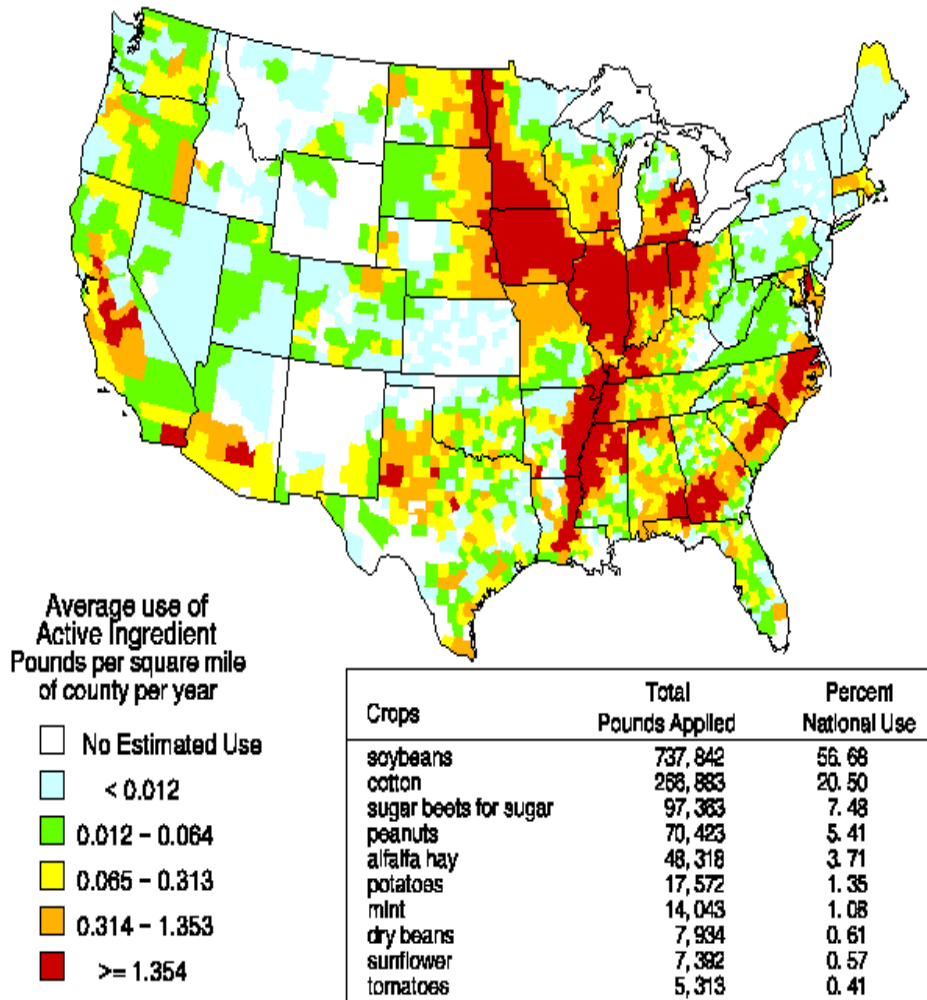 Average use of
Active Ingredient
Pounds per square mile
of county per year
No Estimated Use
< 0.012
0.012 - 0.064
0.065 - 0.313
0.314 - 1.353
>= 1.354
Crops Total Pounds Applied Percent National Use
soybeans 737, 842 56. 68
cotton 266, 883 20. 50
sugar beets for sugar 97, 363 7. 48
peanuts 70, 423 5. 41
alfalfa hay 48, 318 3. 71
potatoes 17, 572 1. 35
mint 14, 043 1. 08
dry beans 7, 934 0. 61
sunflower 7, 392 0. 57
tomatoes 5, 313 0. 41